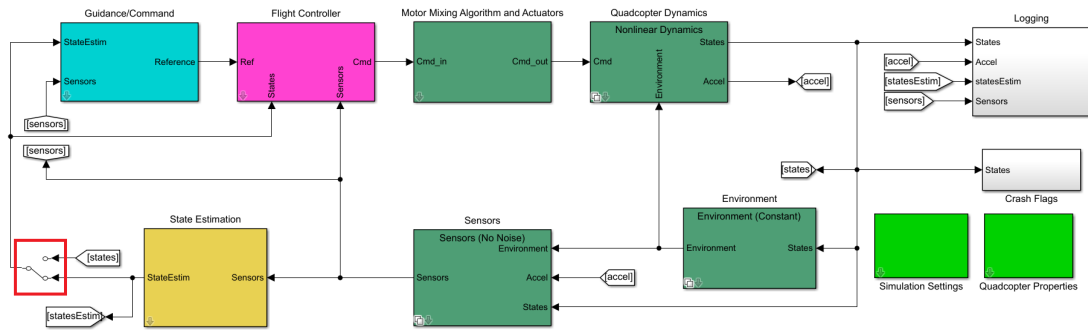 Guidance/Command
Flight Controller
Motor Mixing Algorithm and Actuators
Quadcopter Dynamics
Logging
StateEstim
Reference
Sensors
Ref
Cmd
States
Sensors
Cmd_in
Cmd_out
Nonlinear Dynamics
States
Cmd
Environment
Accel
[accel]
States
[accel]
Accel
[statesEstim]
statesEstim
[sensors]
Sensors
[sensors]
[sensors]
[states]
States
Crash Flags
State Estimation
Sensors
Environment
Sensors (No Noise)
Environment
Environment (Constant)
Environment
States
[states]
StateEstim
Sensors
Sensors
Accel
[accel]
States
[statesEstim]
Simulation Settings
Quadcopter Properties